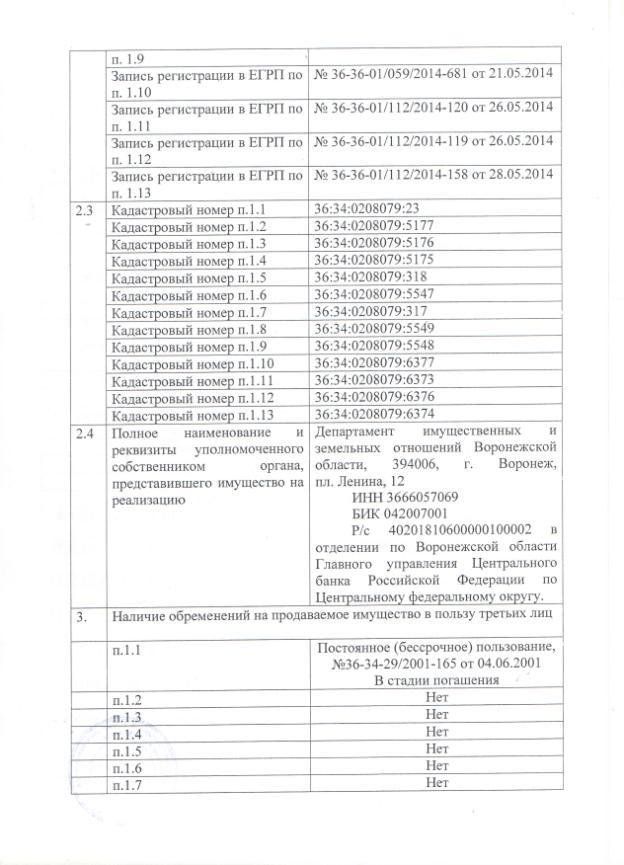 п. 1.9
Запись регистрации в ЕГРП по № 36-36-01/059/2014-681 от 21.05.2014
п. 1.10
Запись регистрации в ЕГРП по № 36-36-01/112/2014-120 от 26.05.2014
п. 1.11
Запись регистрации в ЕГРП по № 36-36-01/112/2014-119 от 26.05.2014
п. 1.12
Запись регистрации в ЕГРП по № 36-36-01/112/2014-158 от 28.05.2014
п. 1.13
2.3 Кадастровый номер п.1.1 36:34:0208079:23
Кадастровый номер п.1.2 36:34:0208079:5177
Кадастровый номер п.1.3 36:34:0208079:5176
Кадастровый номер п.1.4 36:34:0208079:5175
Кадастровый номер п.1.5 36:34:0208079:318
Кадастровый номер п.1.6 36:34:0208079:5547
Кадастровый номер п.1.7 36:34:0208079:317
Кадастровый номер п.1.8 36:34:0208079:5549
Кадастровый номер п.1.9 36:34:0208079:5548
Кадастровый номер п.1.10 36:34:0208079:6377
Кадастровый номер п.1.11 36:34:0208079:6373
Кадастровый номер п.1.12 36:34:0208079:6376
Кадастровый номер п.1.13 36:34:0208079:6374
2.4 Полное наименование и
реквизиты уполномоченного
собственником органа,
представившего имущество на
реализацию
Департамент имущественных и
земельных отношений Воронежской
области, 394006, г. Воронеж,
пл. Ленина, 12
ИНН 3666057069
БИК 042007001
Р/с 40201810600000100002 в
отделении по Воронежской области
Главного управления Центрального
банка Российской Федерации по
Центральному федеральному округу.
3. Наличие обременений на продаваемое имущество в пользу третьих лиц
п.1.1 Постоянное (бессрочное) пользование,
№36-34-29/2001-165 от 04.06.2001
В стадии погашения
п.1.2 Нет
п.1.3 Нет
п.1.4 Нет
п.1.5 Нет
п.1.6 Нет
п.1.7 Нет